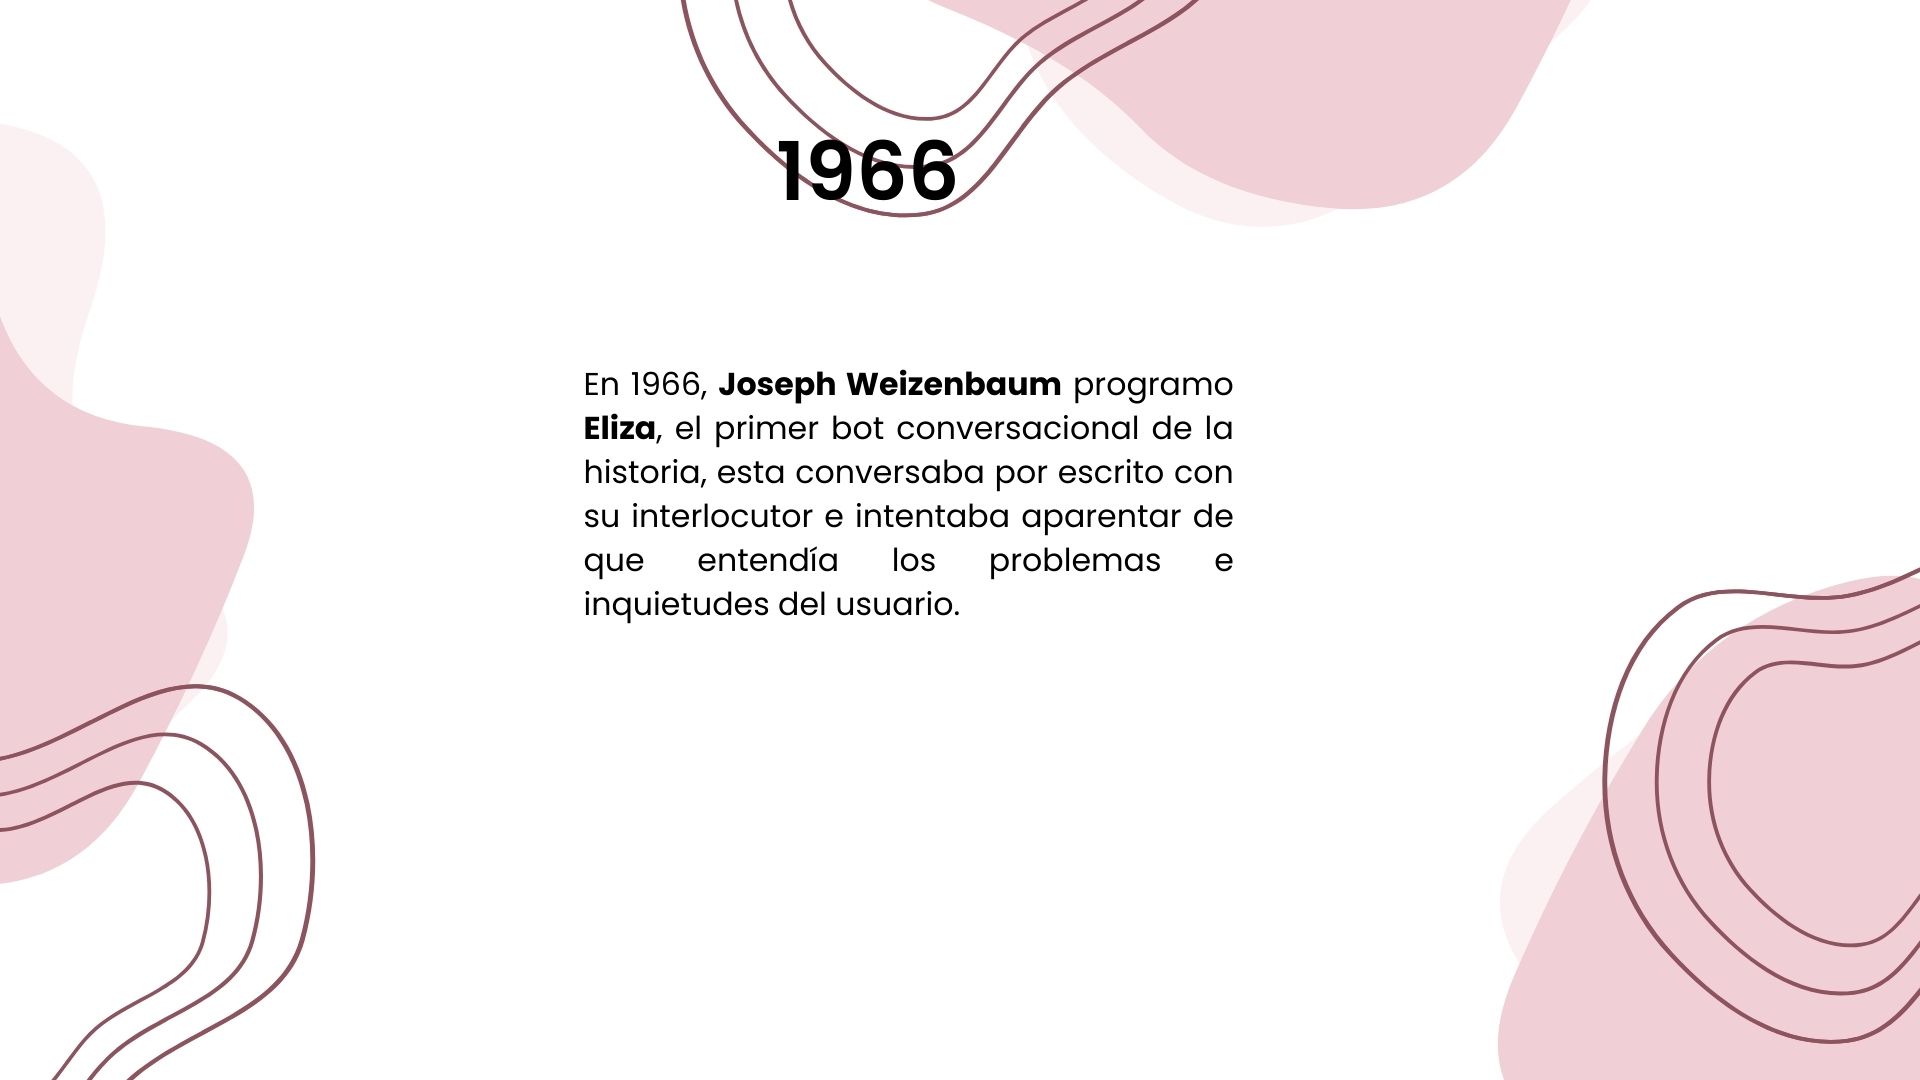 1966
En 1966, Joseph Weizenbaum programo
Eliza, el primer bot conversacional de la
historia, esta conversaba por escrito con
su interlocutor e intentaba aparentar de
que entendía los problemas e
inquietudes del usuario.